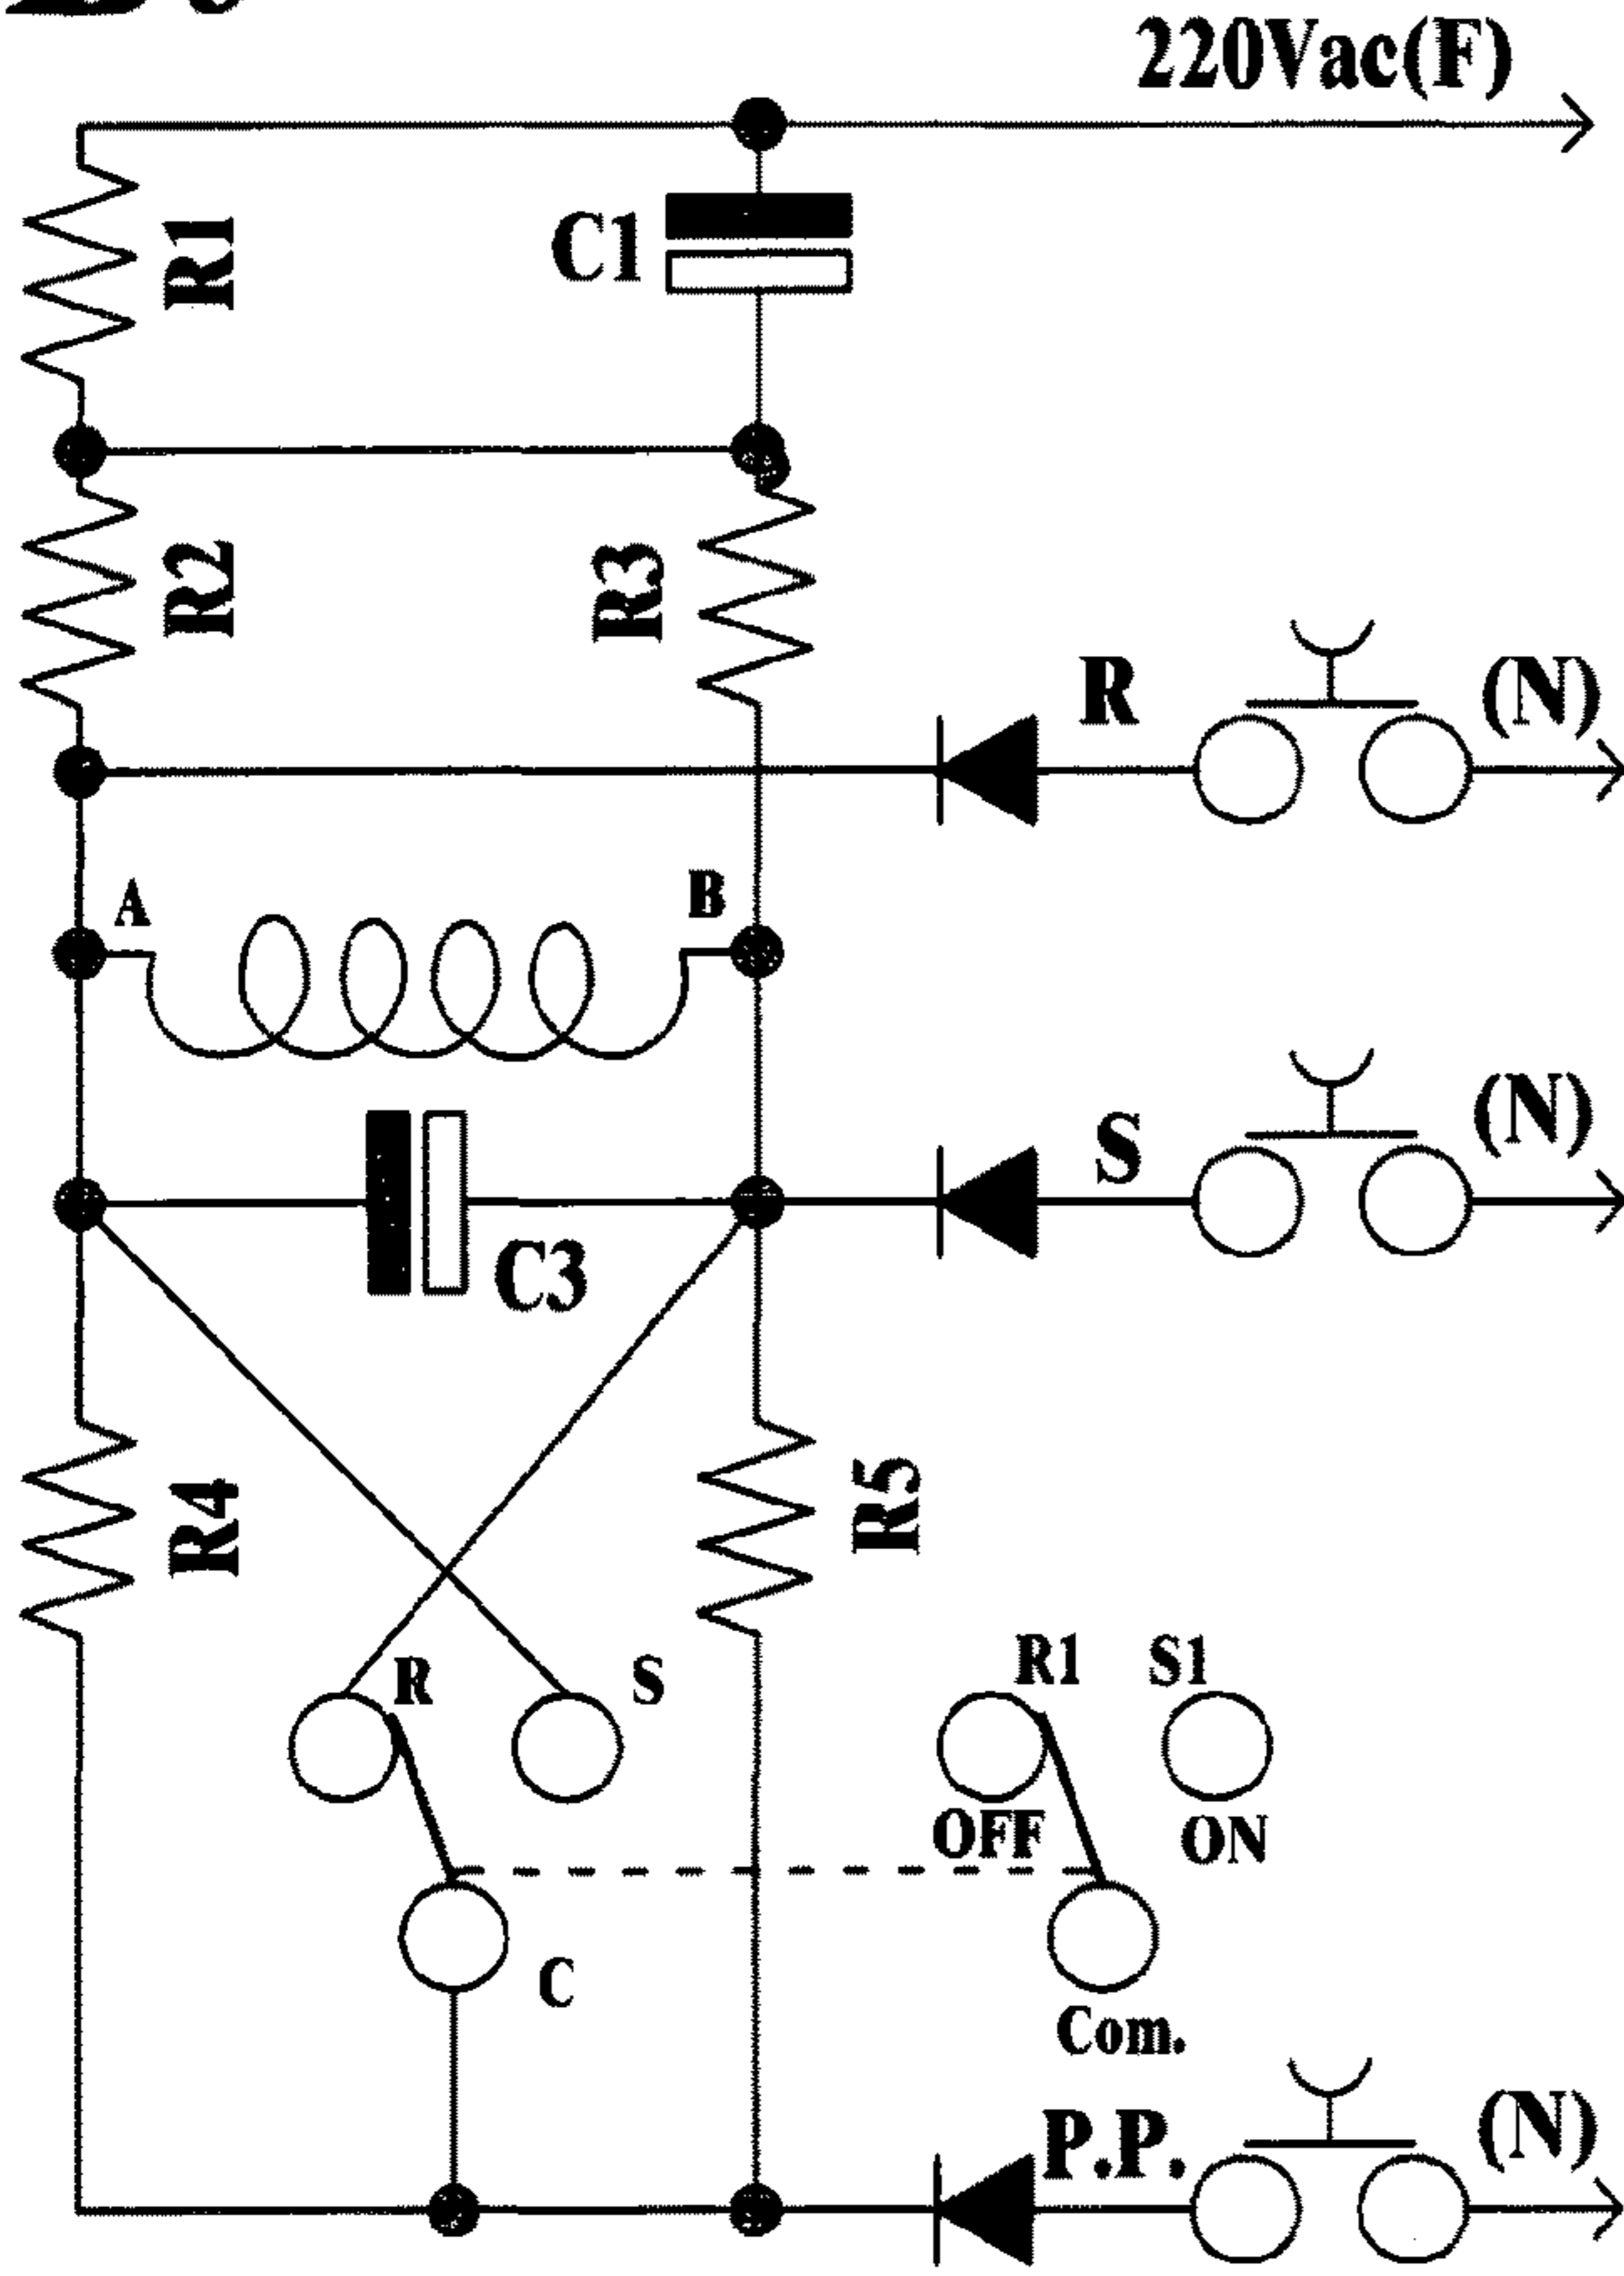 220Vac(F)
R1
C1
R2
R3
R
(N)
A
B
S
(N)
C3
R4
R5
R
S
R1
S1
OFF
ON
C
Com.
P.P.
(N)